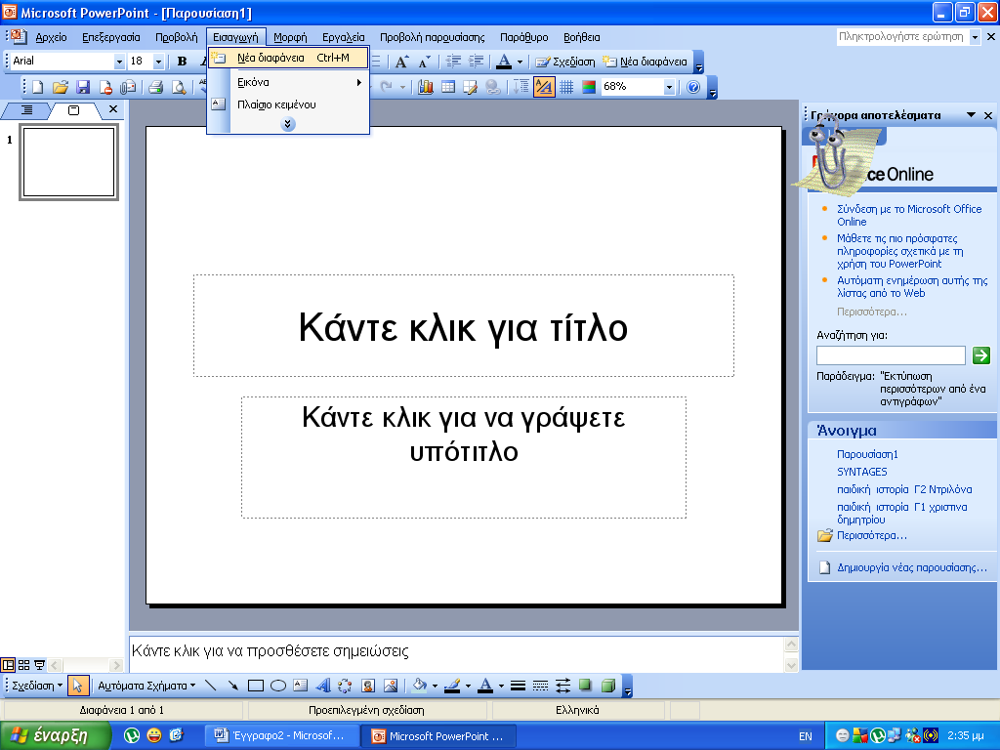 Microsoft PowerPoint - [Παρουσίαση1]
Αρχείο Επεξεργασία Προβολή Εισαγωγή Μορφή Εργαλεία Προβολή παρουσίασης Παράθυρο Βοήθεια
Πληκτρολογήστε ερώτηση
Arial 18 B Σχεδίαση Νέα διαφάνεια
68%
Νέα διαφάνεια Ctrl+M
Εικόνα
Πλαίσιο κειμένου
1
Κάντε κλικ για τίτλο
Κάντε κλικ για να γράψετε
υπότιτλο
Κάντε κλικ για να προσθέσετε σημειώσεις
Γρήγορα αποτελέσματα
Online
Σύνδεση με το Microsoft Office
Online
Μάθετε τις πιο πρόσφατες
πληροφορίες σχετικά με τη
χρήση του PowerPoint
Αυτόματη ενημέρωση αυτής της
λίστας από το Web
Περισσότερα...
Αναζήτηση για:
Παράδειγμα: "Εκτύπωση
περισσότερων από ένα
αντιγράφων"
Άνοιγμα
Παρουσίαση1
SYNTAGES
παιδική ιστορία Γ2 Ντριλόνα
παιδική ιστορία Γ1 χριστινα
δημητρίου
Περισσότερα...
Δημιουργία νέας παρουσίασης...
Σχεδίαση Αυτόματα Σχήματα
Διαφάνεια 1 από 1 Προεπιλεγμένη σχεδίαση Ελληνικά
έναρξη Έγγραφο2 - Microsof... Microsoft PowerPoint ... EN 2:35 μμ